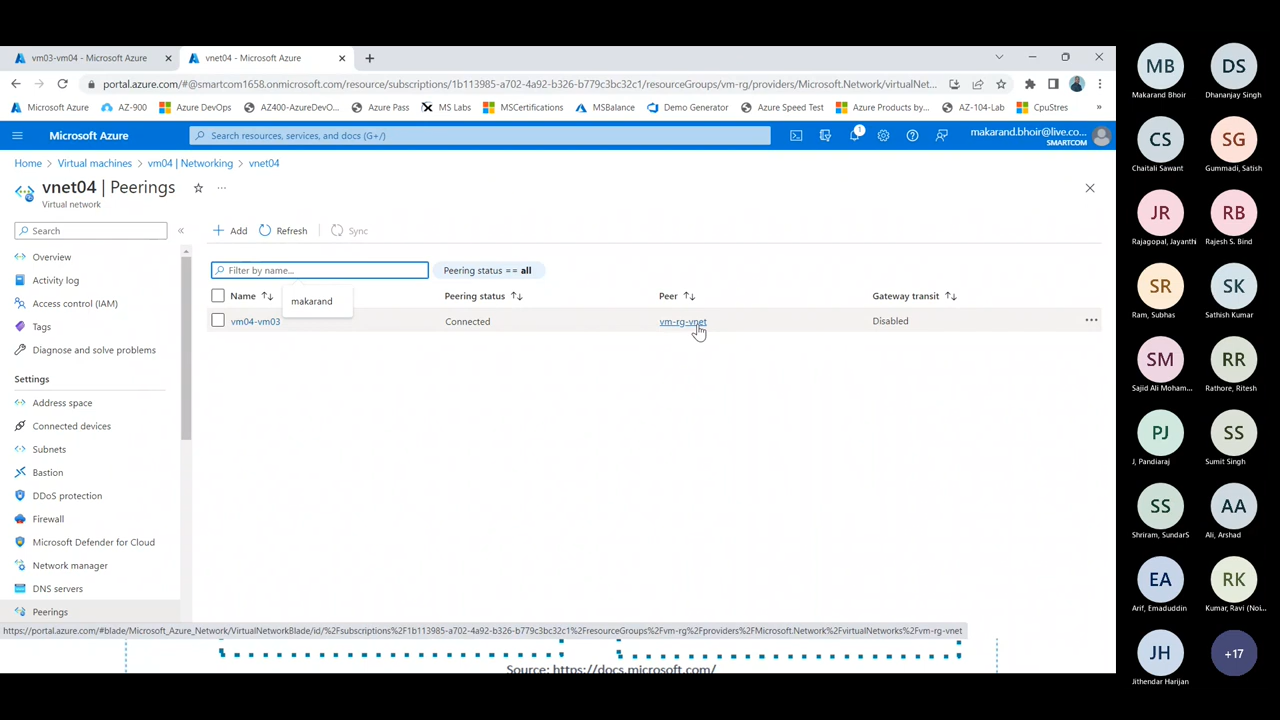 vm03-vm04 - Microsoft Azure
vnet04 - Microsoft Azure
portal.azure.com/#@smartcom1658.onmicrosoft.com/resource/subscriptions/1b113985-a702-4a92-b326-b779c3bc32c1/resourceGroups/vm-rg/providers/Microsoft.Network/virtualNet...
Microsoft Azure AZ-900 Azure DevOps AZ400-AzureDevO... Azure Pass MS Labs MSCertifications MSBalance Demo Generator Azure Speed Test Azure Products by... AZ-104-Lab CpuStres »
Microsoft Azure
Search resources, services, and docs (G+/)
1
makarand.bhoir@live.co...
SMARTCOM
Home > Virtual machines > vm04 | Networking > vnet04
vnet04 | Peerings
Virtual network
Search
Overview
Activity log
Access control (IAM)
Tags
Diagnose and solve problems
Settings
Address space
Connected devices
Subnets
Bastion
DDoS protection
Firewall
Microsoft Defender for Cloud
Network manager
DNS servers
Peerings
+ Add Refresh Sync
Filter by name...
Peering status == all
makarand
Name Peering status Peer Gateway transit
vm04-vm03 Connected vm-rg-vnet Disabled
https://portal.azure.com/#blade/Microsoft_Azure_Network/VirtualNetworkBlade/id/%2Fsubscriptions%2F1b113985-a702-4a92-b326-b779c3bc32c1%2FresourceGroups%2Fvm-rg%2Fproviders%2FMicrosoft.Network%2FvirtualNetworks%2Fvm-rg-vnet
Source: https://docs.microsoft.com/
MB
Makarand Bhoir
DS
Dhananjay Singh
CS
Chaitali Sawant
SG
Gummadi, Satish
JR
Rajagopal, Jayanthi
RB
Rajesh S. Bind
SR
Ram, Subhas
SK
Sathish Kumar
SM
Sajid Ali Moham...
RR
Rathore, Ritesh
PJ
J, Pandiaraj
SS
Sumit Singh
SS
Shriram, SundarS
AA
Ali, Arshad
EA
Arif, Emaduddin
RK
Kumar, Ravi (Noi...
JH
Jithendar Harijan
+17